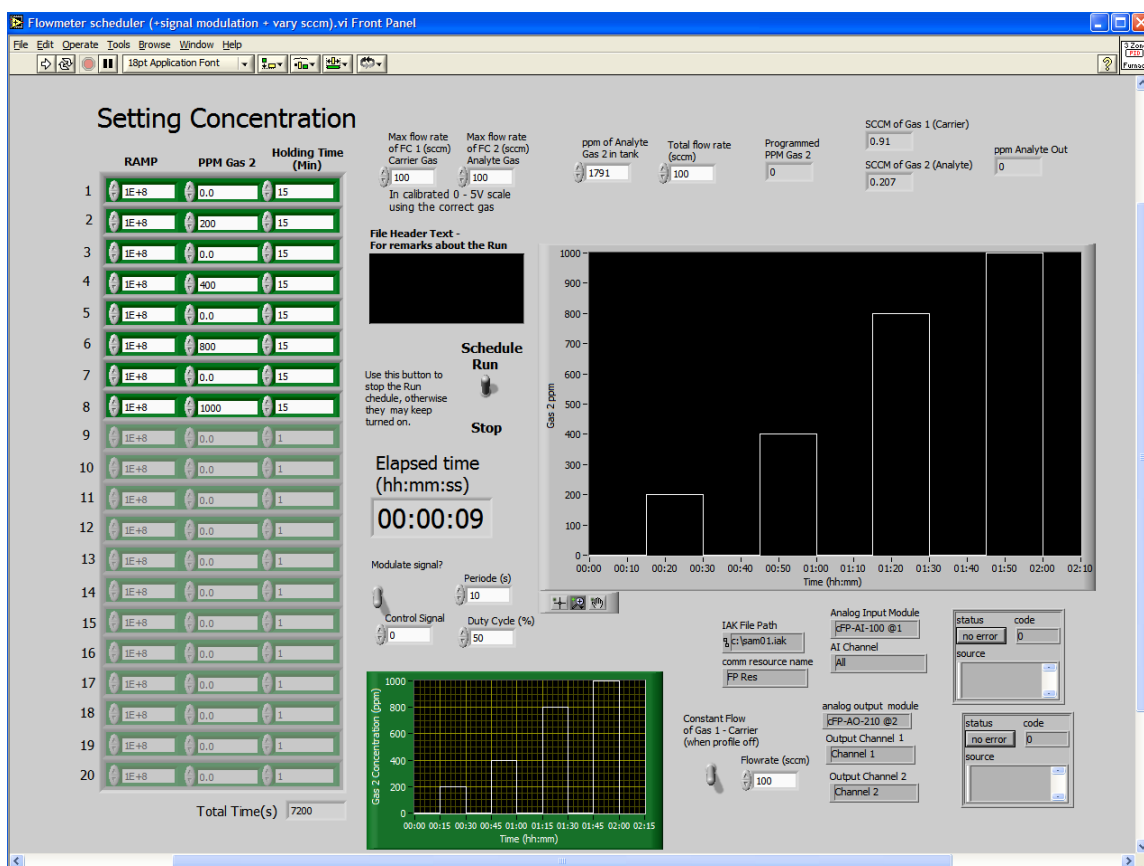 Flowmeter scheduler (+signal modulation + vary sccm).vi Front Panel
File Edit Operate Tools Browse Window Help
18pt Application Font
?
3 Zone
PID
Furnac
Setting Concentration
RAMP PPM Gas 2 Holding Time
(Min)
1 1E+8 0.0 15
2 1E+8 200 15
3 1E+8 0.0 15
4 1E+8 400 15
5 1E+8 0.0 15
6 1E+8 800 15
7 1E+8 0.0 15
8 1E+8 1000 15
9 1E+8 0.0 1
10 1E+8 0.0 1
11 1E+8 0.0 1
12 1E+8 0.0 1
13 1E+8 0.0 1
14 1E+8 0.0 1
15 1E+8 0.0 1
16 1E+8 0.0 1
17 1E+8 0.0 1
18 1E+8 0.0 1
19 1E+8 0.0 1
20 1E+8 0.0 1
Total Time(s) 7200
Max flow rate
of FC 1 (sccm)
Carrier Gas
100
Max flow rate
of FC 2 (sccm)
Analyte Gas
100
In calibrated 0 - 5V scale
using the correct gas
ppm of Analyte
Gas 2 in tank
1791
Total flow rate
(sccm)
100
Programmed
PPM Gas 2
0
SCCM of Gas 1 (Carrier)
0.91
SCCM of Gas 2 (Analyte)
0.207
ppm Analyte Out
0
File Header Text -
For remarks about the Run
Schedule
Run
Use this button to
stop the Run
chedule, otherwise
they may keep
turned on.
Stop
Elapsed time
(hh:mm:ss)
00:00:09
Modulate signal?
Periode (s)
10
Control Signal
0
Duty Cycle (%)
50
Gas 2 ppm
1000
900
800
700
600
500
400
300
200
100
0
00:00 00:10 00:20 00:30 00:40 00:50 01:00 01:10 01:20 01:30 01:40 01:50 02:00 02:10
Time (hh:mm)
Gas 2 Concentration (ppm)
1000
800
600
400
200
0
00:00 00:15 00:30 00:45 01:00 01:15 01:30 01:45 02:00 02:15
Time (hh:mm)
IAK File Path
c:\sam01.iak
comm resource name
FP Res
Analog Input Module
cFP-AI-100 @1
AI Channel
All
analog output module
cFP-AO-210 @2
Output Channel 1
Channel 1
Output Channel 2
Channel 2
Constant Flow
of Gas 1 - Carrier
(when profile off)
Flowrate (sccm)
100
status code
no error 0
source
status code
no error 0
source